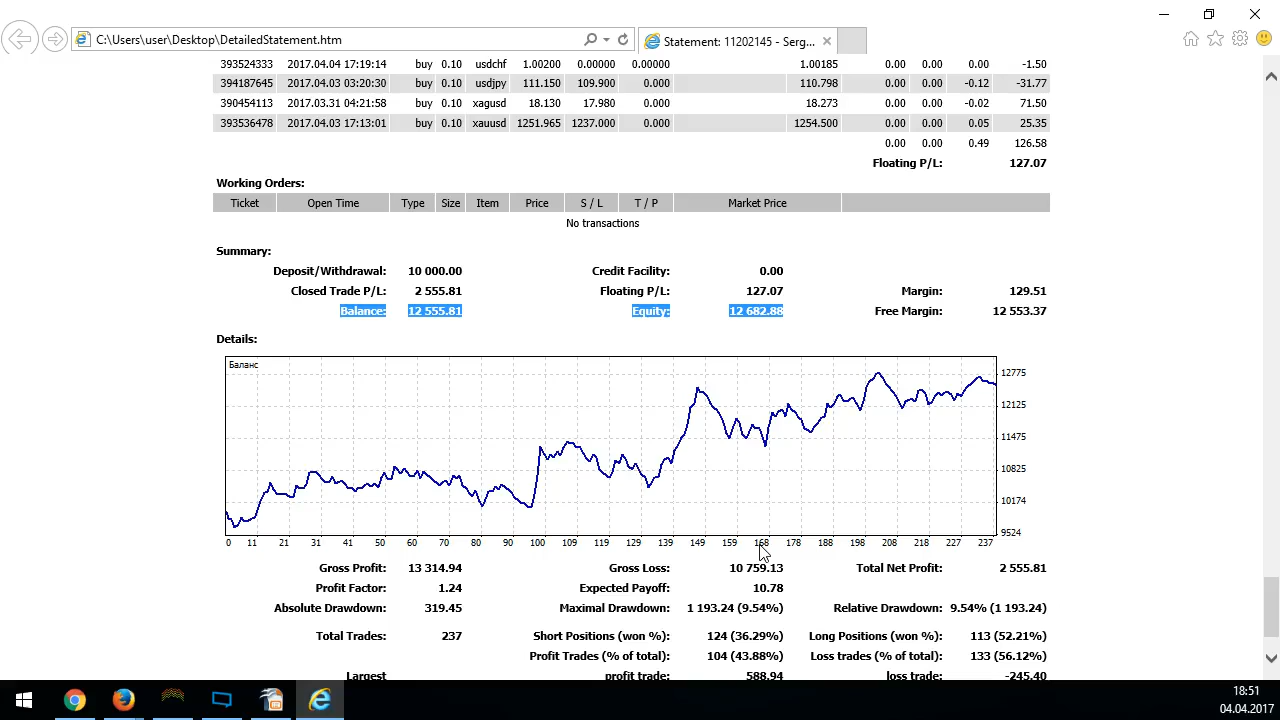 C:\Users\user\Desktop\DetailedStatement.htm
Statement: 11202145 - Serg...
393524333 2017.04.04 17:19:14 buy 0.10 usdchf 1.00200 0.00000 0.00000 1.00185 0.00 0.00 0.00 -1.50
394187645 2017.04.03 03:20:30 buy 0.10 usdjpy 111.150 109.900 0.000 110.798 0.00 0.00 -0.12 -31.77
390454113 2017.03.31 04:21:58 buy 0.10 xagusd 18.130 17.980 0.000 18.273 0.00 0.00 -0.02 71.50
393536478 2017.04.03 17:13:01 buy 0.10 xauusd 1251.965 1237.000 0.000 1254.500 0.00 0.00 0.05 25.35
0.00 0.00 0.49 126.58
Floating P/L: 127.07
Working Orders:
Ticket Open Time Type Size Item Price S / L T / P Market Price
No transactions
Summary:
Deposit/Withdrawal: 10 000.00 Credit Facility: 0.00
Closed Trade P/L: 2 555.81 Floating P/L: 127.07 Margin: 129.51
Balance: 12 555.81 Equity: 12 682.88 Free Margin: 12 553.37
Details:
Баланс
12775
12125
11475
10825
10174
9524
0 11 21 31 41 50 60 70 80 90 100 109 119 129 139 149 159 168 178 188 198 208 218 227 237
Gross Profit: 13 314.94 Gross Loss: 10 759.13 Total Net Profit: 2 555.81
Profit Factor: 1.24 Expected Payoff: 10.78
Absolute Drawdown: 319.45 Maximal Drawdown: 1 193.24 (9.54%) Relative Drawdown: 9.54% (1 193.24)
Total Trades: 237 Short Positions (won %): 124 (36.29%) Long Positions (won %): 113 (52.21%)
Profit Trades (% of total): 104 (43.88%) Loss trades (% of total): 133 (56.12%)
Largest profit trade: 588.94 loss trade: -245.40
18:51
04.04.2017